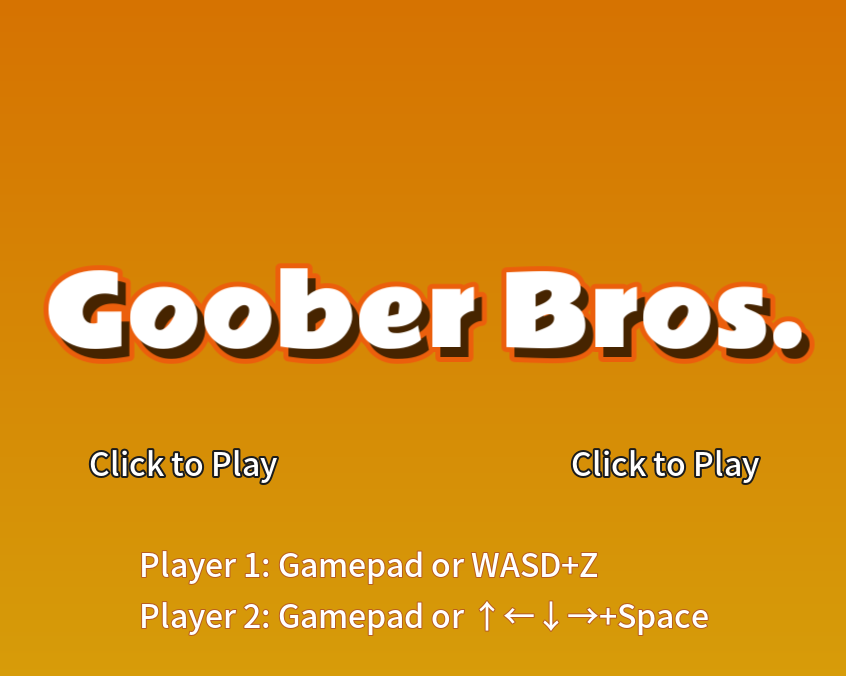 Goober Bros.
Click to Play
Click to Play
Player 1: Gamepad or WASD+Z
Player 2: Gamepad or ↑←↓→+Space